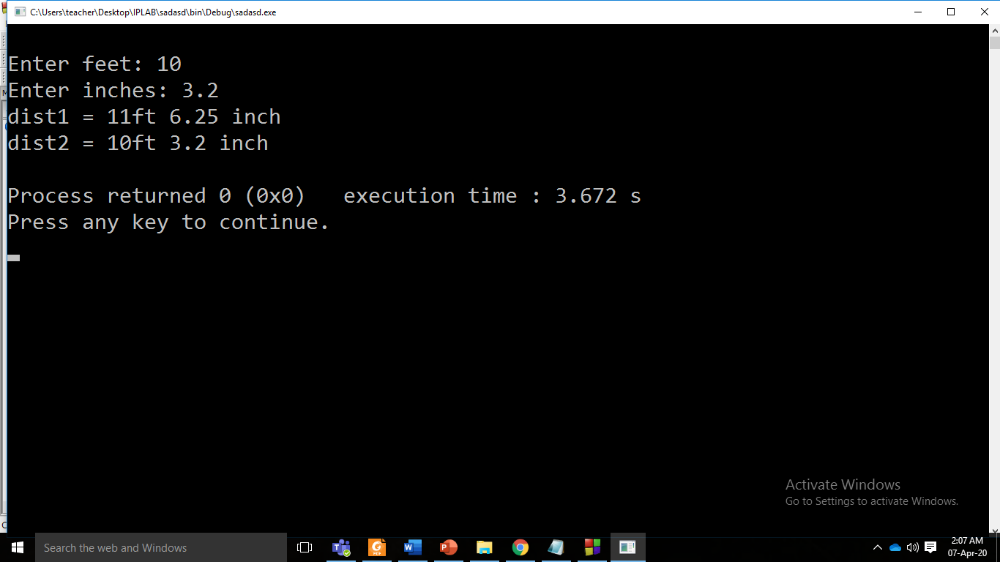 C:\Users\teacher\Desktop\IPLAB\sadasd\bin\Debug\sadasd.exe
Enter feet: 10
Enter inches: 3.2
dist1 = 11ft 6.25 inch
dist2 = 10ft 3.2 inch
Process returned 0 (0x0)   execution time : 3.672 s
Press any key to continue.
Activate Windows
Go to Settings to activate Windows.
Search the web and Windows
2:07 AM
07-Apr-20